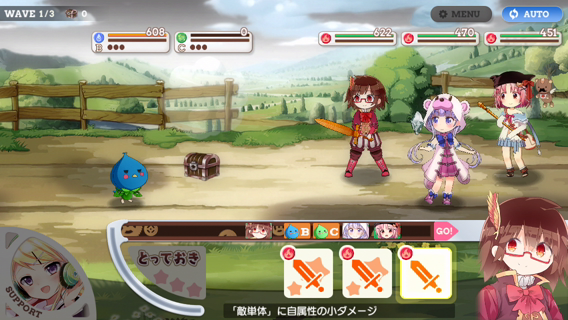 WAVE 1/3 0
MENU
AUTO
608
B
0
C
622
470
451
B C GO!
とっておき
SUPPORT
「敵単体」に自属性の小ダメージ